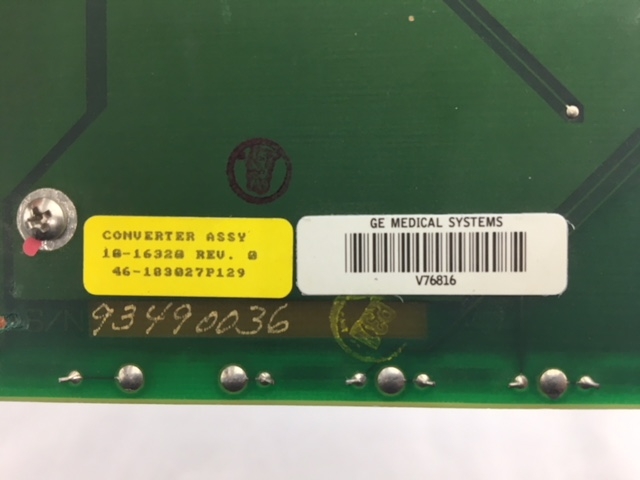 CONVERTER ASSY
10-16320 REV. 0
46-183027P129
GE MEDICAL SYSTEMS
V76816
93490036